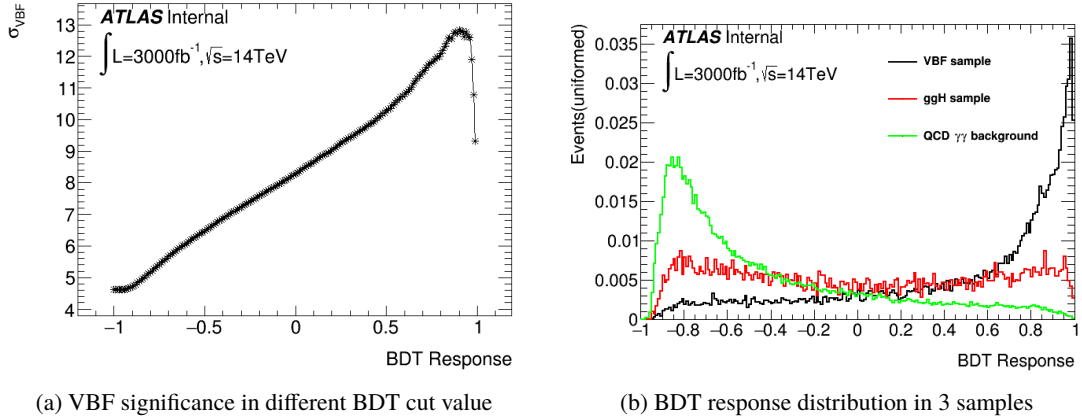 σVBF
13
12
11
10
9
8
7
6
5
4
ATLAS Internal
∫L=3000fb⁻¹,√s=14TeV
−1 −0.5 0 0.5 1
BDT Response
(a) VBF significance in different BDT cut value
Events(uniformed)
0.035
0.03
0.025
0.02
0.015
0.01
0.005
0
ATLAS Internal
∫L=3000fb⁻¹,√s=14TeV
VBF sample
ggH sample
QCD γγ background
−1 −0.8 −0.6 −0.4 −0.2 0 0.2 0.4 0.6 0.8 1
BDT Response
(b) BDT response distribution in 3 samples